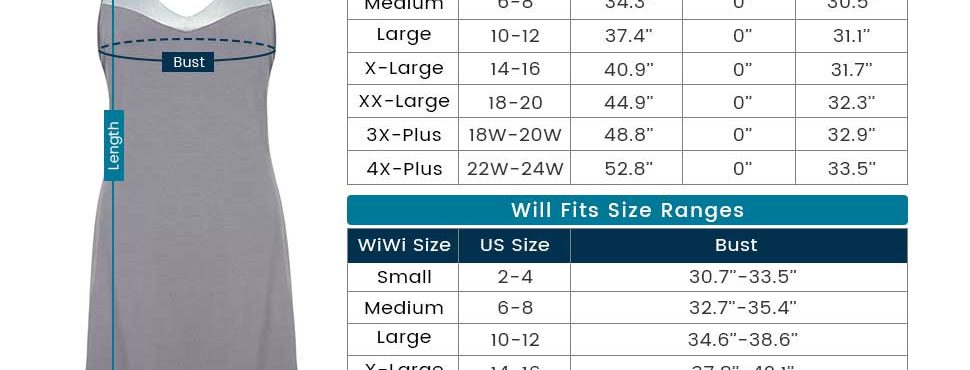 Medium 6-8 34.3'' 0'' 30.5''
Large 10-12 37.4'' 0'' 31.1''
Bust
X-Large 14-16 40.9'' 0'' 31.7''
XX-Large 18-20 44.9'' 0'' 32.3''
Length
3X-Plus 18W-20W 48.8'' 0'' 32.9''
4X-Plus 22W-24W 52.8'' 0'' 33.5''
Will Fits Size Ranges
WiWi Size US Size Bust
Small 2-4 30.7''-33.5''
Medium 6-8 32.7''-35.4''
Large 10-12 34.6''-38.6''
X-Large 14-16